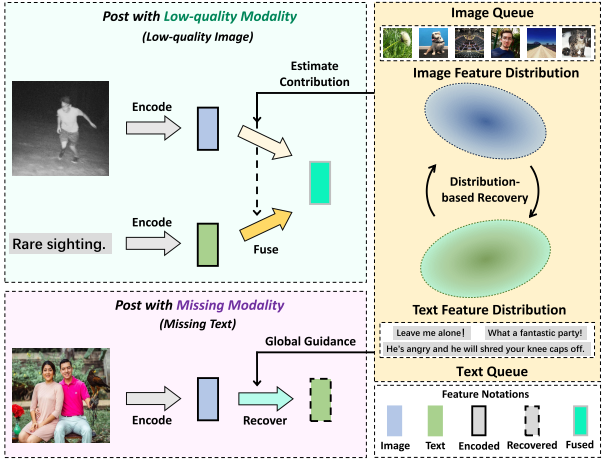 Post with Low-quality Modality
(Low-quality Image)
Estimate
Contribution
Encode
Encode
Rare sighting.
Fuse
Post with Missing Modality
(Missing Text)
Global Guidance
Encode
Recover
Image Queue
Image Feature Distribution
Distribution-
based Recovery
Text Feature Distribution
Leave me alone!
What a fantastic party!
He's angry and he will shred your knee caps off.
Text Queue
Feature Notations
Image
Text
Encoded
Recovered
Fused